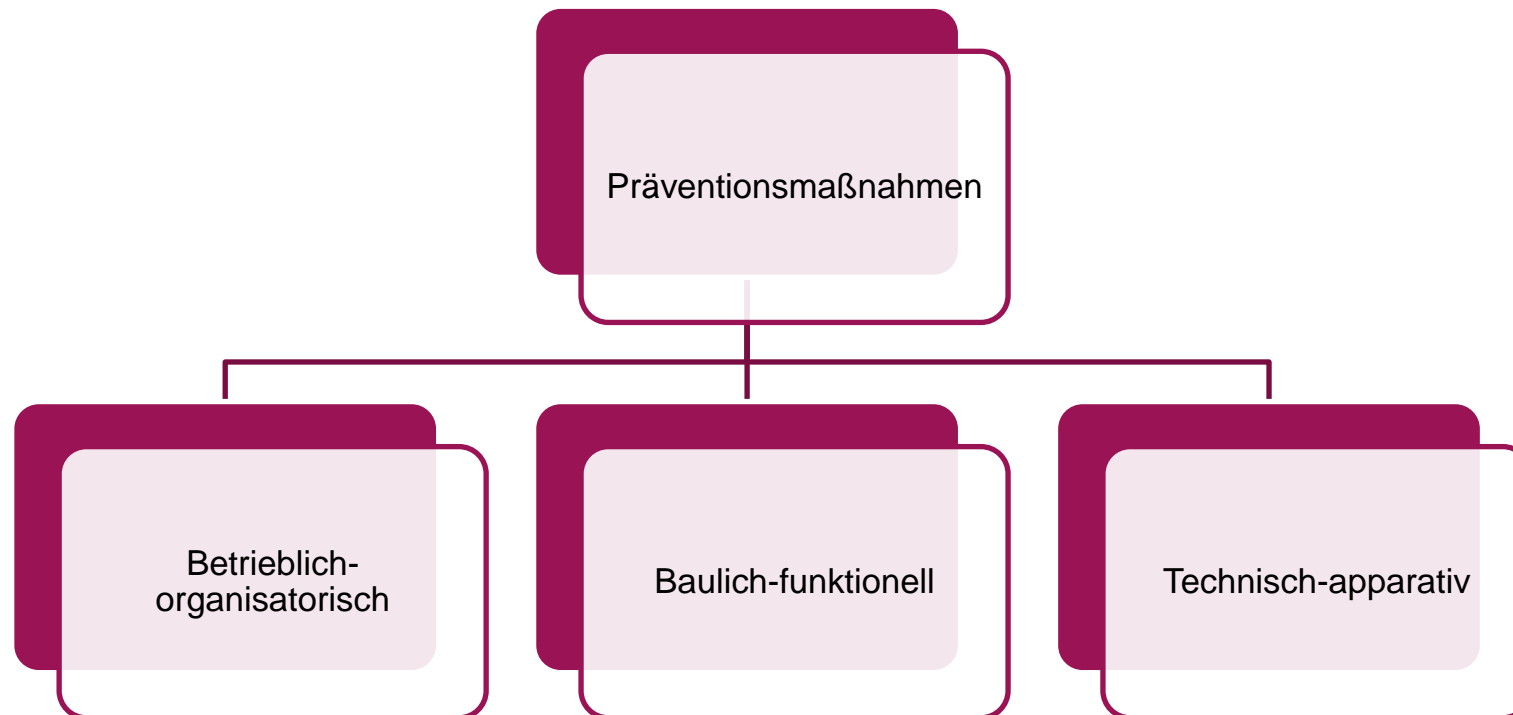 Präventionsmaßnahmen
Betrieblich-
organisatorisch
Baulich-funktionell
Technisch-apparativ